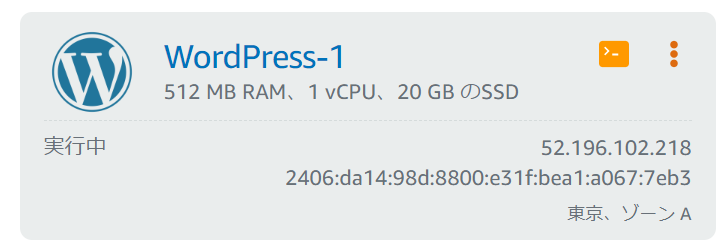 WordPress-1
512 MB RAM、1 vCPU、20 GB のSSD
実行中
52.196.102.218
2406:da14:98d:8800:e31f:bea1:a067:7eb3
東京、ゾーン A